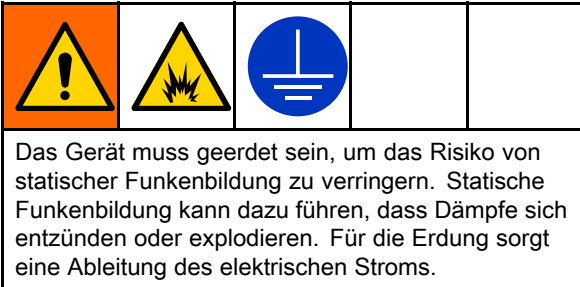 Das Gerät muss geerdet sein, um das Risiko von
statischer Funkenbildung zu verringern. Statische
Funkenbildung kann dazu führen, dass Dämpfe sich
entzünden oder explodieren. Für die Erdung sorgt
eine Ableitung des elektrischen Stroms.